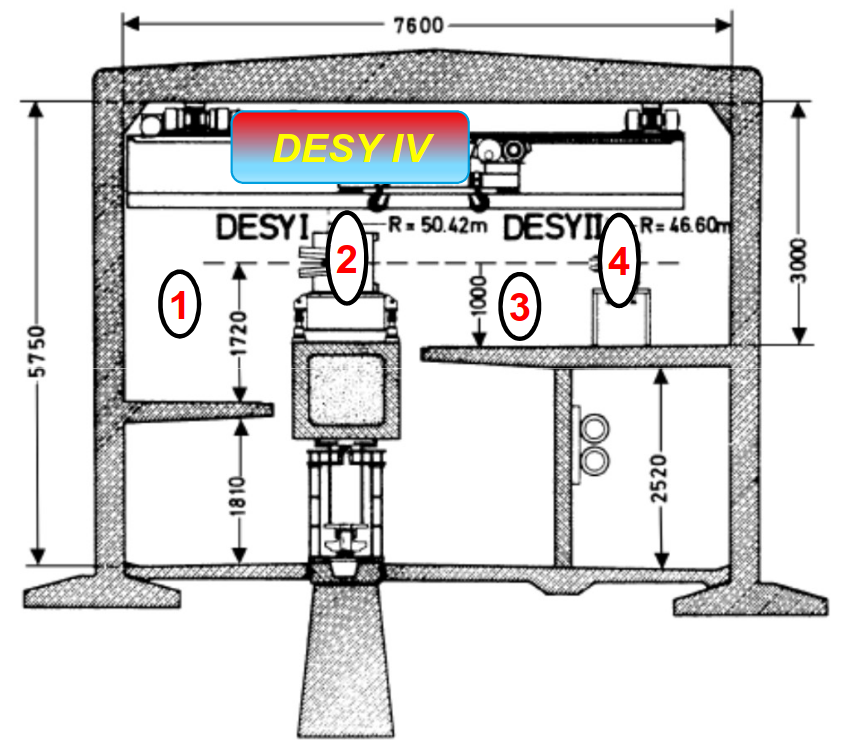 7600
DESY IV
DESY I
R = 50.42m
DESY II
R = 46.60m
2
4
1
3
1720
1000
3000
5750
1810
2520